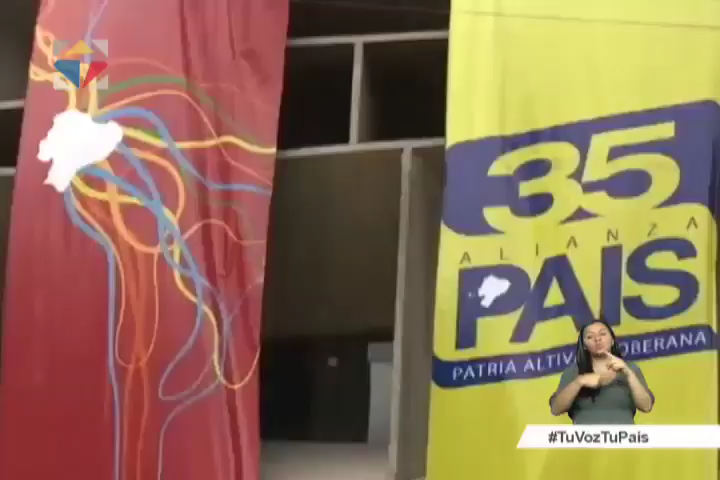 35
ALIANZA
PAIS
PATRIA ALTIVA SOBERANA
#TuVozTuPais